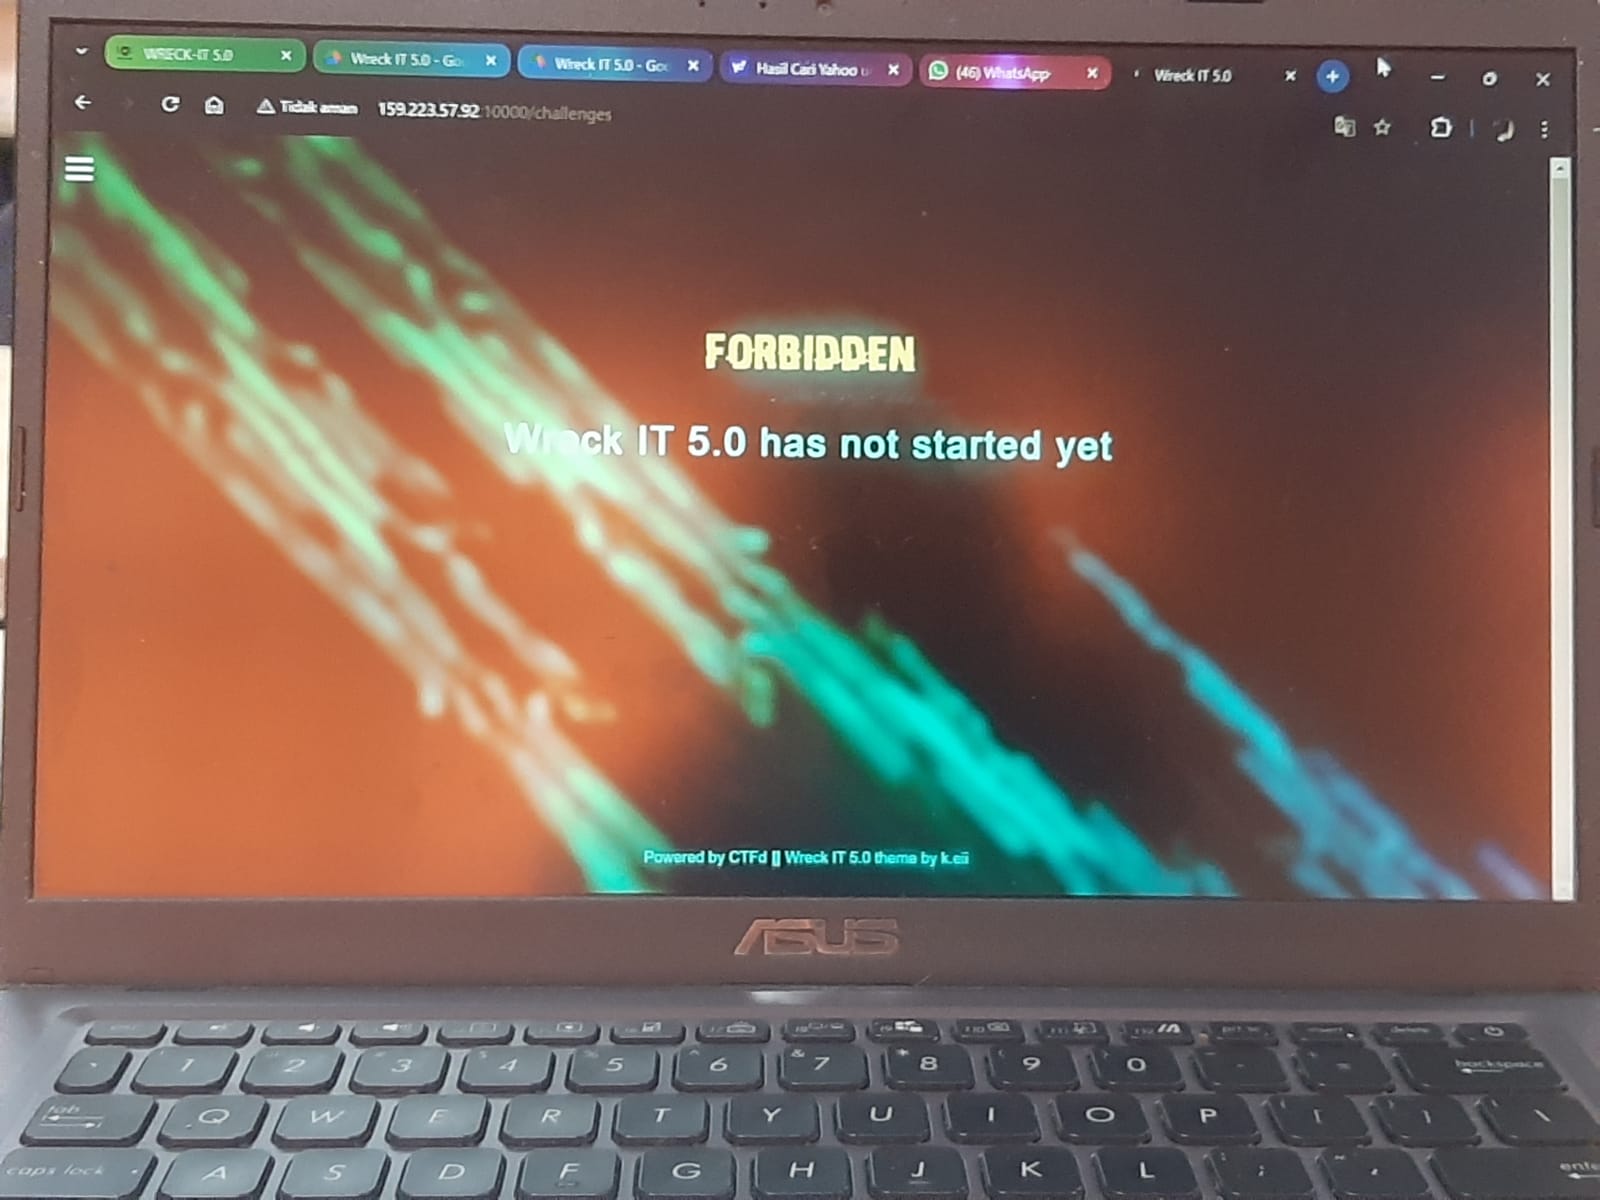 WRECK-IT 5.0
Wreck IT 5.0 - Go
Wreck IT 5.0 - Goo
Hasil Cari Yahoo u
(46) WhatsApp
Wreck IT 5.0
Tidak aman 159.223.57.92:10000/challenges
FORBIDDEN
Wreck IT 5.0 has not started yet
Powered by CTFd || Wreck IT 5.0 theme by k.eii
ASUS
1 2 3 4 5 6 & 7 * 8 9 0 - = backspace
tab Q W E R T Y U I O P [ ] \
caps lock A S D F G H J K L ; ' enter